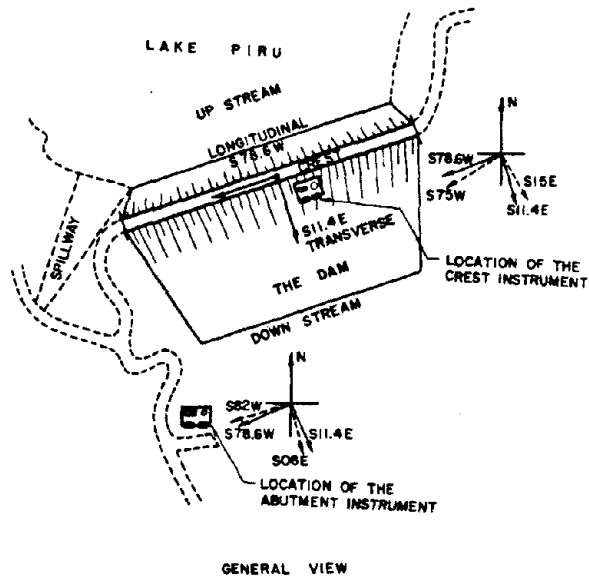 LAKE PIRU
UP STREAM
LONGITUDINAL
S78.6W
CREST
N
S78.6W
S75W
S15E
S11.4E
S11.4E
TRANSVERSE
SPILLWAY
LOCATION OF THE
CREST INSTRUMENT
THE DAM
DOWN STREAM
N
S82W
S78.6W
S11.4E
S08E
LOCATION OF THE
ABUTMENT INSTRUMENT
GENERAL VIEW